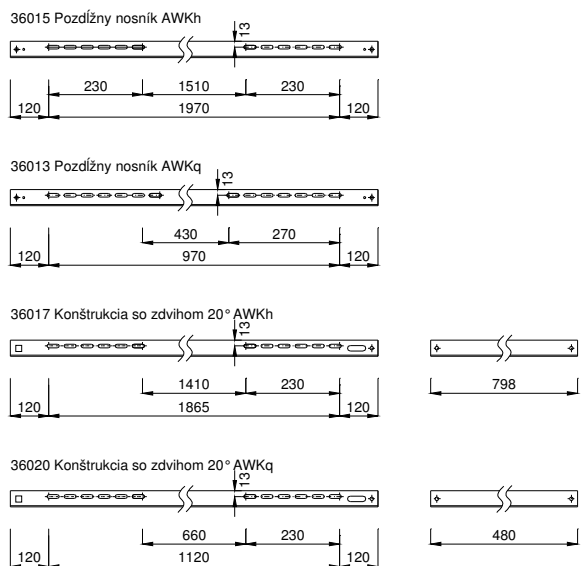 36015 Pozdĺžny nosník AWKh
13
230 1510 230
120 1970 120
36013 Pozdĺžny nosník AWKq
13
430 270
120 970 120
36017 Konštrukcia so zdvihom 20° AWKh
13
1410 230 798
120 1865 120
36020 Konštrukcia so zdvihom 20° AWKq
13
660 230 480
120 1120 120